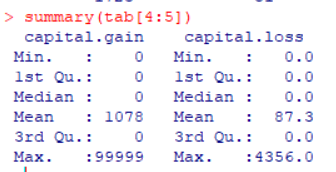 > summary(tab[4:5])
capital.gain capital.loss
Min. : 0 Min. : 0.0
1st Qu.: 0 1st Qu.: 0.0
Median : 0 Median : 0.0
Mean : 1078 Mean : 87.3
3rd Qu.: 0 3rd Qu.: 0.0
Max. :99999 Max. :4356.0